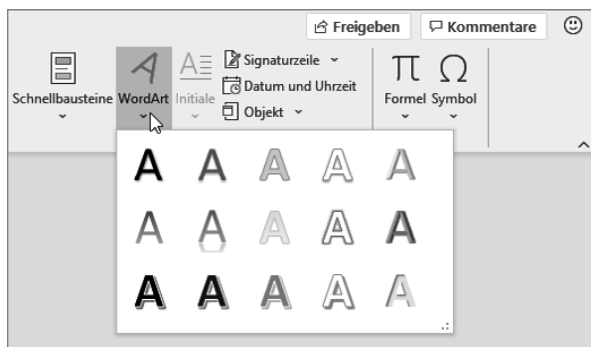 Freigeben Kommentare
Signaturzeile
Datum und Uhrzeit
Objekt
Schnellbausteine WordArt Initiale Formel Symbol
A A A A A
A A A A A
A A A A A